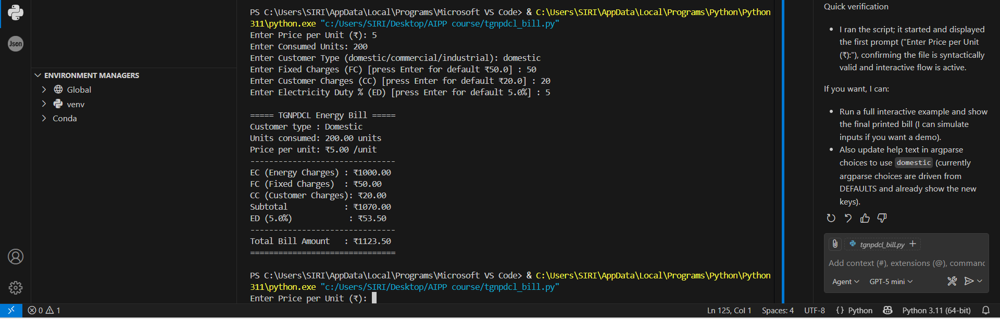 Json
ENVIRONMENT MANAGERS
Global
venv
Conda
PS C:\Users\SIRI\AppData\Local\Programs\Microsoft VS Code> & C:\Users\SIRI\AppData\Local\Programs\Python\Python
311\python.exe "c:/Users/SIRI/Desktop/AIPP course/tgnpdcl_bill.py"
Enter Price per Unit (₹): 5
Enter Consumed Units: 200
Enter Customer Type (domestic/commercial/industrial): domestic
Enter Fixed Charges (FC) [press Enter for default ₹50.0] : 50
Enter Customer Charges (CC) [press Enter for default ₹20.0] : 20
Enter Electricity Duty % (ED) [press Enter for default 5.0%] : 5
===== TGNPDCL Energy Bill =====
Customer type : Domestic
Units consumed: 200.00 units
Price per unit: ₹5.00 /unit
-------------------------------
EC (Energy Charges) : ₹1000.00
FC (Fixed Charges)  : ₹50.00
CC (Customer Charges): ₹20.00
Subtotal            : ₹1070.00
ED (5.0%)            : ₹53.50
-------------------------------
Total Bill Amount   : ₹1123.50
===============================
PS C:\Users\SIRI\AppData\Local\Programs\Microsoft VS Code> & C:\Users\SIRI\AppData\Local\Programs\Python\Python
311\python.exe "c:/Users/SIRI/Desktop/AIPP course/tgnpdcl_bill.py"
Enter Price per Unit (₹):
Quick verification
• I ran the script; it started and displayed
the first prompt ("Enter Price per Unit
(₹):"), confirming the file is syntactically
valid and interactive flow is active.
If you want, I can:
• Run a full interactive example and show
the final printed bill (I can simulate
inputs if you want a demo).
• Also update help text in argparse
choices to use domestic (currently
argparse choices are driven from
DEFAULTS and already show the new
keys).
tgnpdcl_bill.py +
Add context (#), extensions (@), commanc
Agent GPT-5 mini
0 1 Ln 125, Col 1 Spaces: 4 UTF-8 {} Python Python 3.11 (64-bit)